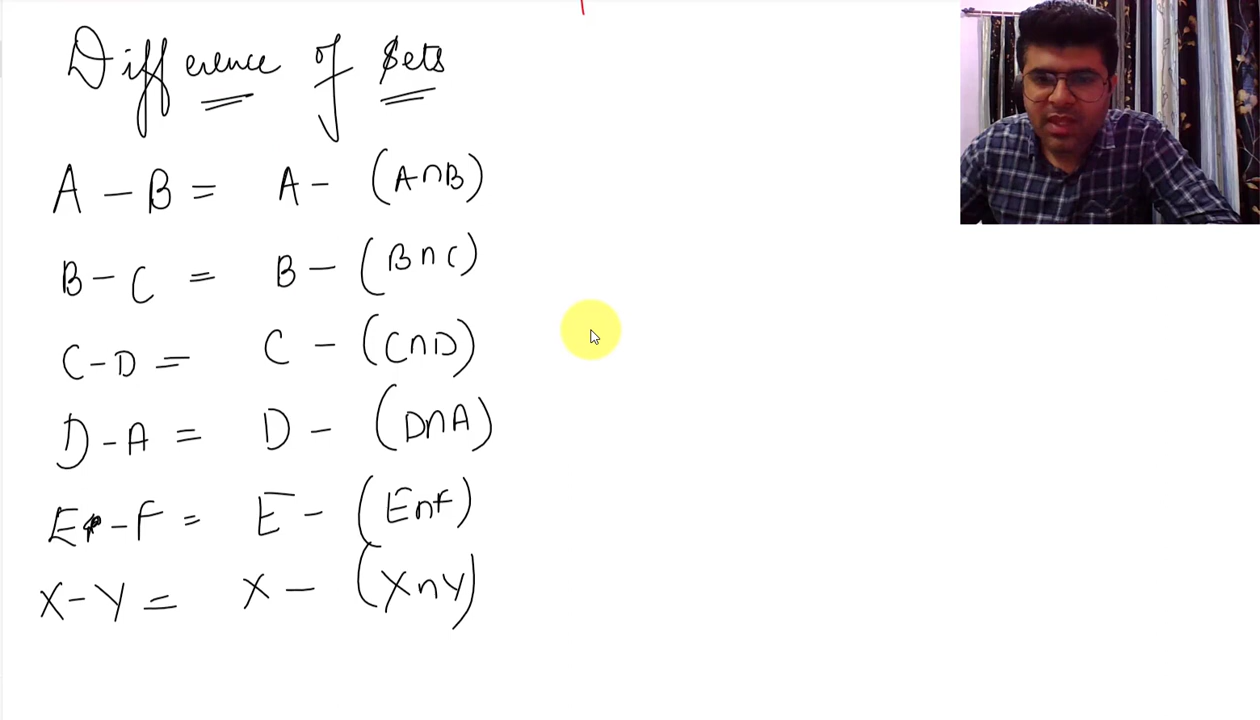 Difference of Sets
A - B = A - (A∩B)
B - C = B - (B∩C)
C - D = C - (C∩D)
D - A = D - (D∩A)
E - F = E - (E∩F)
X - Y = X - (X∩Y)